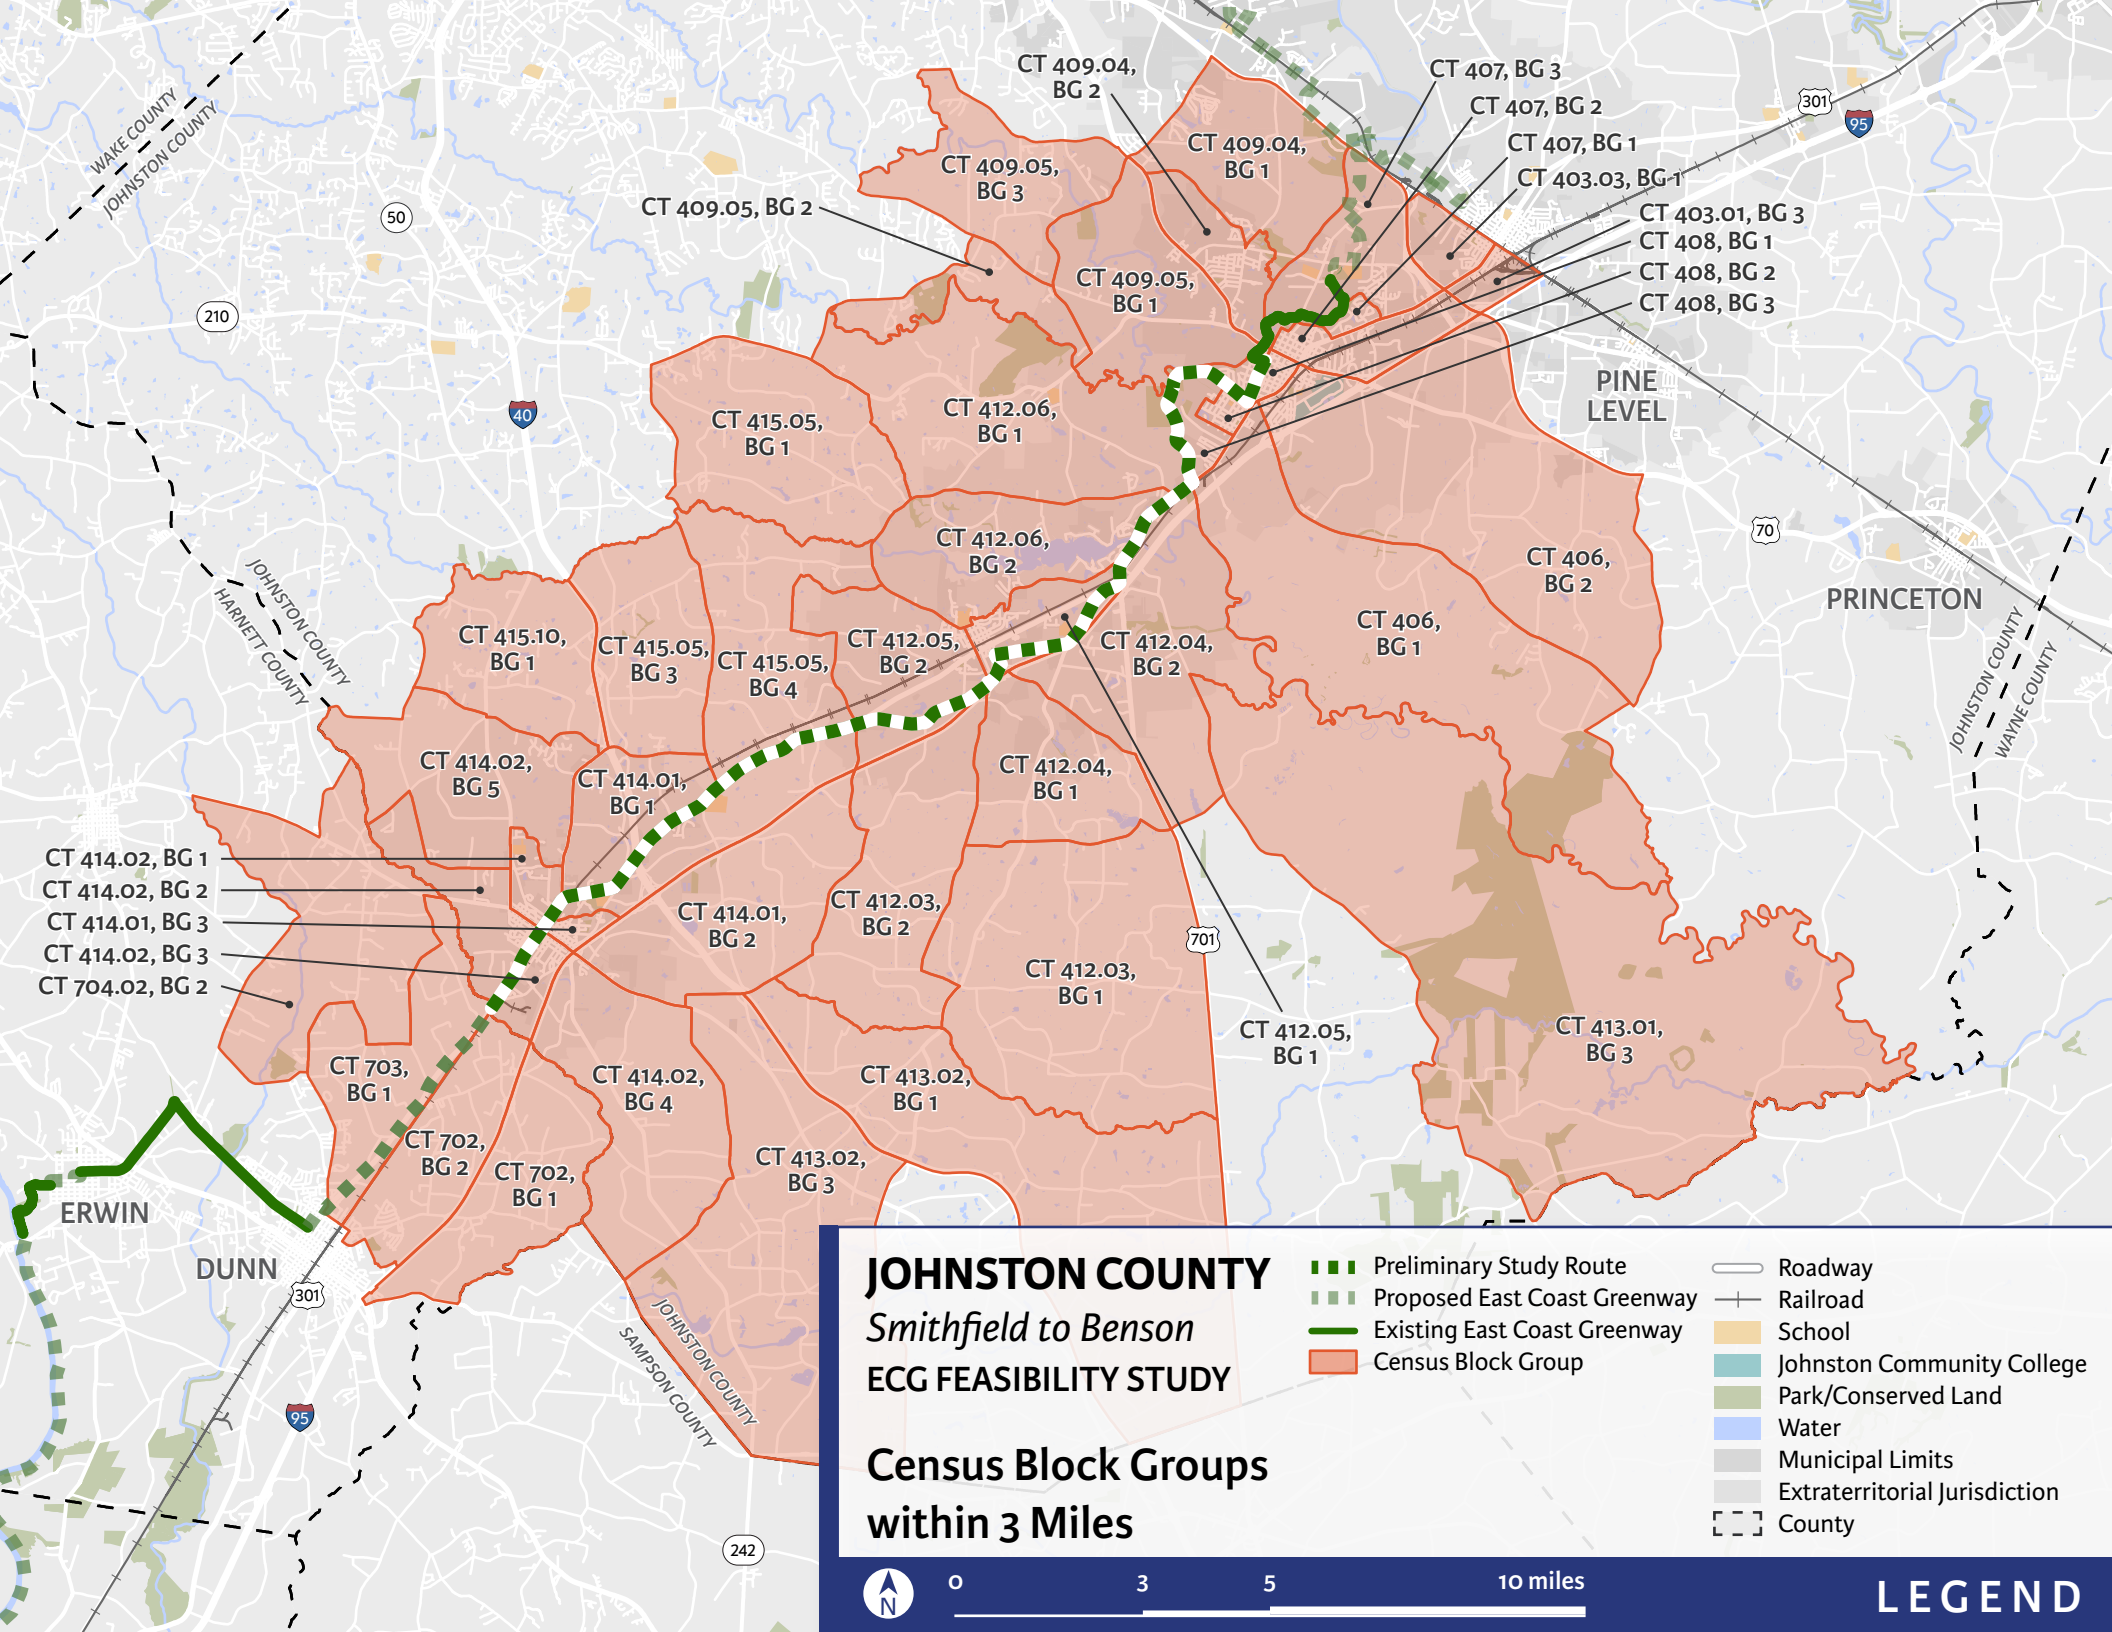 CT 409.04,
BG 2
CT 407, BG 3
CT 407, BG 2
CT 407, BG 1
CT 403.03, BG 1
CT 403.01, BG 3
CT 408, BG 1
CT 408, BG 2
CT 408, BG 3
301
95
WAKE COUNTY
JOHNSTON COUNTY
CT 409.04,
BG 1
CT 409.05,
BG 3
CT 409.05, BG 2
50
CT 409.05,
BG 1
210
40
PINE
LEVEL
CT 415.05,
BG 1
CT 412.06,
BG 1
CT 412.06,
BG 2
70
CT 406,
BG 2
PRINCETON
JOHNSTON COUNTY
HARNETT COUNTY
CT 415.10,
BG 1
CT 415.05,
BG 3
CT 415.05,
BG 4
CT 412.05,
BG 2
CT 412.04,
BG 2
CT 406,
BG 1
JOHNSTON COUNTY
WAYNE COUNTY
CT 414.02,
BG 5
CT 414.01,
BG 1
CT 412.04,
BG 1
CT 414.02, BG 1
CT 414.02, BG 2
CT 414.01, BG 3
CT 414.02, BG 3
CT 704.02, BG 2
CT 414.01,
BG 2
CT 412.03,
BG 2
CT 412.03,
BG 1
701
CT 412.05,
BG 1
CT 413.01,
BG 3
CT 703,
BG 1
CT 414.02,
BG 4
CT 413.02,
BG 1
CT 702,
BG 2
CT 702,
BG 1
CT 413.02,
BG 3
ERWIN
DUNN
301
95
JOHNSTON COUNTY
SAMPSON COUNTY
242
JOHNSTON COUNTY
Smithfield to Benson
ECG FEASIBILITY STUDY
Census Block Groups
within 3 Miles
Preliminary Study Route
Proposed East Coast Greenway
Existing East Coast Greenway
Census Block Group
Roadway
Railroad
School
Johnston Community College
Park/Conserved Land
Water
Municipal Limits
Extraterritorial Jurisdiction
County
N
0 3 5 10 miles
LEGEND